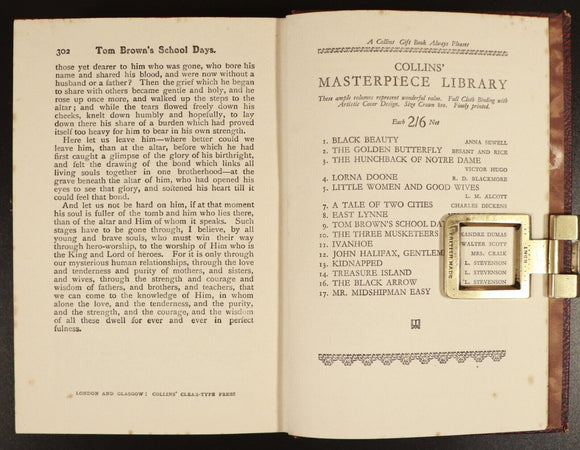 302 Tom Brown's School Days.
those yet dearer to him who was gone, who bore his
name and shared his blood, and were now without a
husband or a father? Then the grief which he began
to share with others became gentle and holy, and he
rose up once more, and walked up the steps to the
altar; and while the tears flowed freely down his
cheeks, knelt down humbly and hopefully, to lay
down there his share of a burden which had proved
itself too heavy for him to bear in his own strength.
Here let us leave him—where better could we
leave him, than at the altar, before which he had
first caught a glimpse of the glory of his birthright,
and felt the drawing of the bond which links all
living souls together in one brotherhood—at the
grave beneath the altar of him, who had opened his
eyes to see that glory, and softened his heart till it
could feel that bond.
And let us not be hard on him, if at that moment
his soul is fuller of the tomb and him who lies there,
than of the altar and Him of whom it speaks. Such
stages have to be gone through, I believe, by all
young and brave souls, who must win their way
through hero-worship, to the worship of Him who is
the King and Lord of heroes. For it is only through
our mysterious human relationships, through the love
and tenderness and purity of mothers, and sisters,
and wives, through the strength and courage and
wisdom of fathers, and brothers, and teachers, that
we can come to the knowledge of Him, in whom
alone the love, and the tenderness, and the purity,
and the strength, and the courage, and the wisdom
of all these dwell for ever and ever in perfect
fulness.
LONDON AND GLASGOW: COLLINS' CLEAR-TYPE PRESS
A Collins Gift Book Always Pleases
COLLINS'
MASTERPIECE LIBRARY
These ample volumes represent wonderful value. Full Cloth Binding with
Artistic Cover Design. Size Crown 8vo. Finely printed.
Each 2/6 Net
1. BLACK BEAUTY ANNA SEWELL
2. THE GOLDEN BUTTERFLY BESANT AND RICE
3. THE HUNCHBACK OF NOTRE DAME
VICTOR HUGO
4. LORNA DOONE R. D. BLACKMORE
5. LITTLE WOMEN AND GOOD WIVES
L. M. ALCOTT
7. A TALE OF TWO CITIES CHARLES DICKENS
8. EAST LYNNE
9. TOM BROWN'S SCHOOL DA
10. THE THREE MUSKETEERS XANDRE DUMAS
11. IVANHOE WALTER SCOTT
12. JOHN HALIFAX, GENTLEM MRS. CRAIK
13. KIDNAPPED L. STEVENSON
14. TREASURE ISLAND L. STEVENSON
16. THE BLACK ARROW L. STEVENSON
17. MR. MIDSHIPMAN EASY